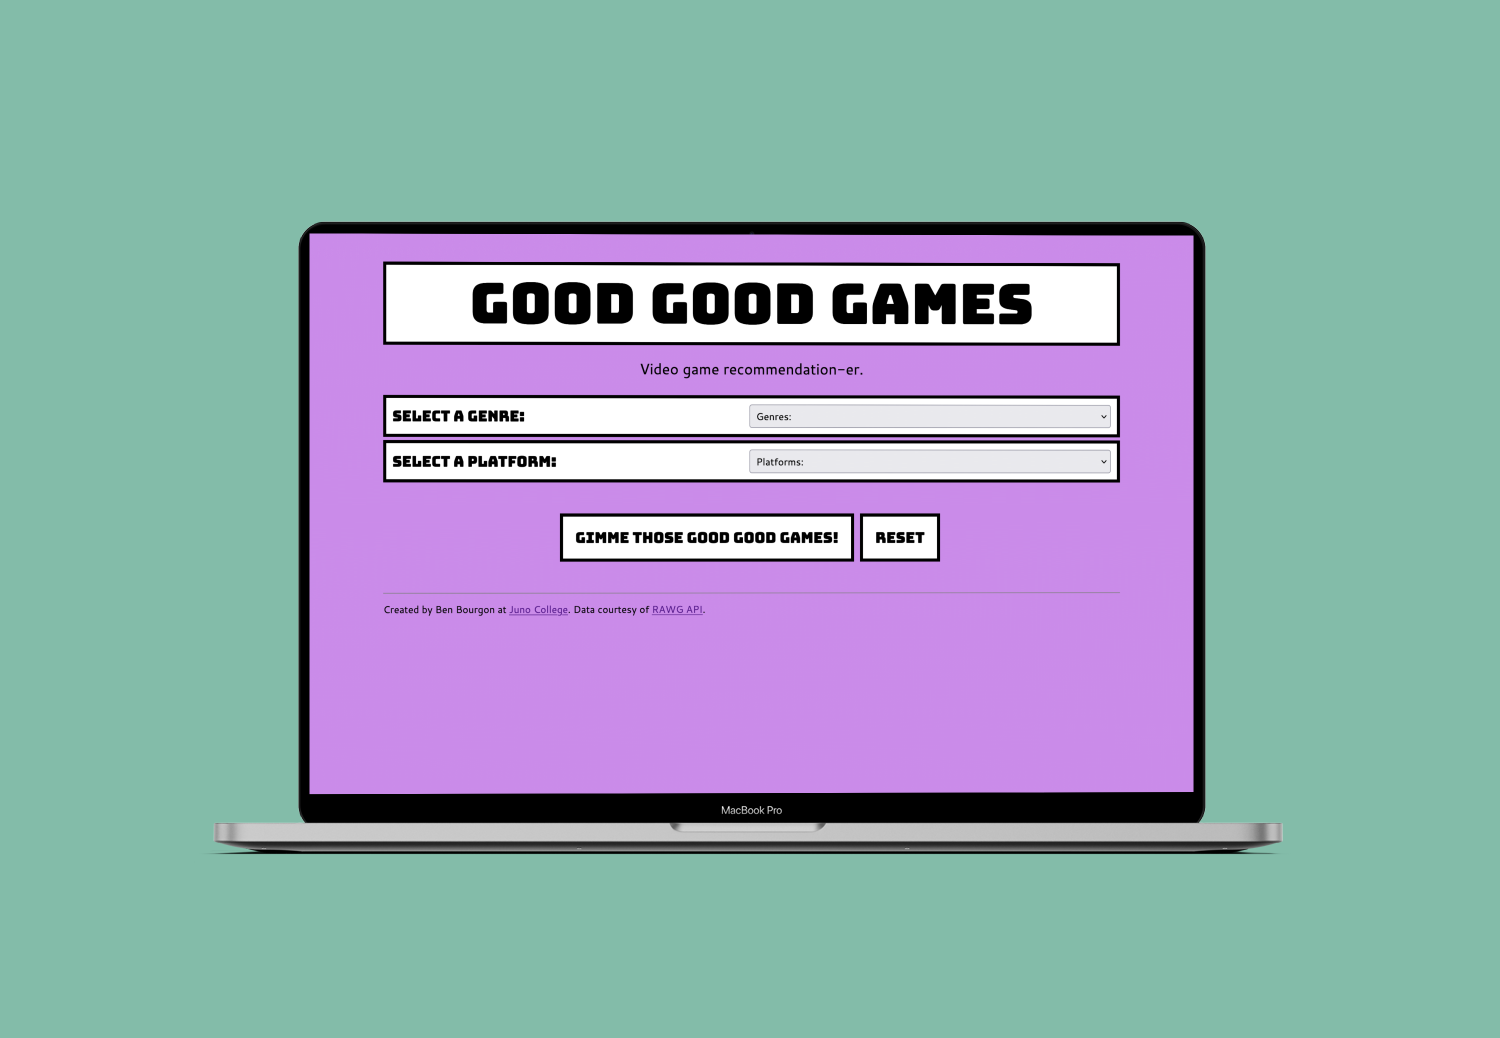 GOOD GOOD GAMES
Video game recommendation-er.
SELECT A GENRE:
Genres:
SELECT A PLATFORM:
Platforms:
GIMME THOSE GOOD GOOD GAMES!
RESET
Created by Ben Bourgon at Juno College. Data courtesy of RAWG API.
MacBook Pro